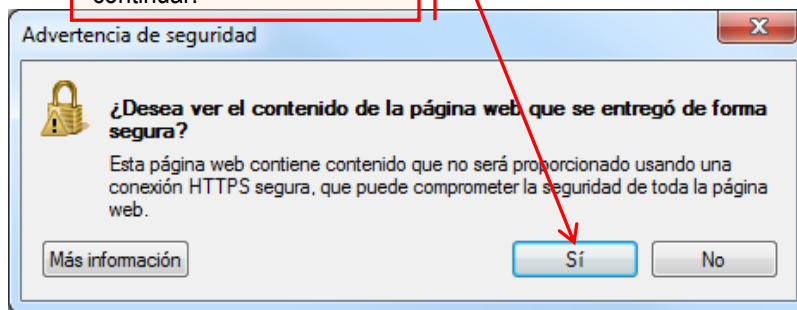 continuar.
Advertencia de seguridad
¿Desea ver el contenido de la página web que se entregó de forma
segura?
Esta página web contiene contenido que no será proporcionado usando una
conexión HTTPS segura, que puede comprometer la seguridad de toda la página
web.
Más información
Sí
No